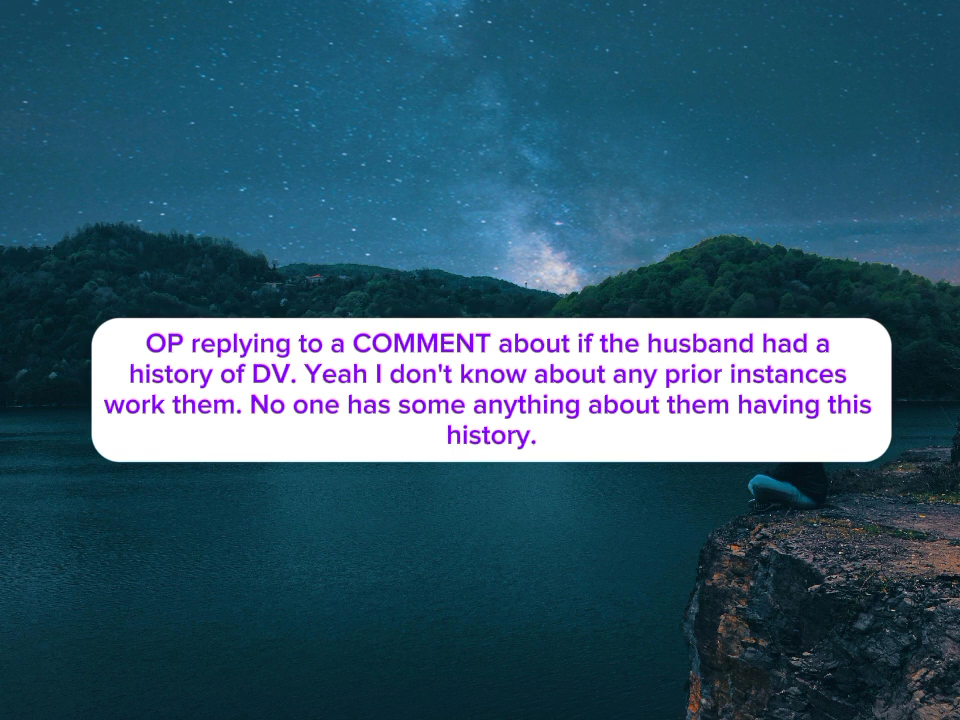 OP replying to a COMMENT about if the husband had a
history of DV. Yeah I don't know about any prior instances
work them. No one has some anything about them having this
history.